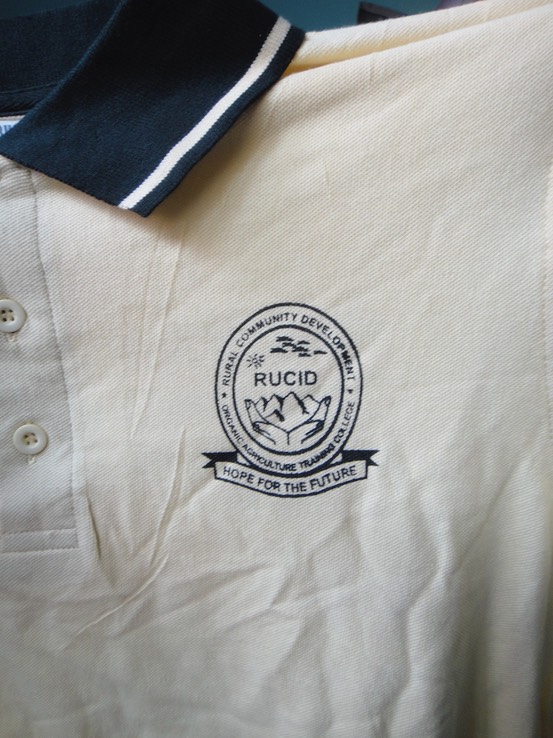 RURAL COMMUNITY DEVELOPMENT
RUCID
ORGANIC AGRICULTURE TRAINING COLLEGE
HOPE FOR THE FUTURE